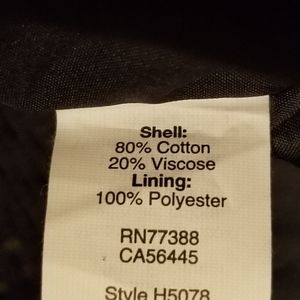 Shell:
80% Cotton
20% Viscose
Lining:
100% Polyester
RN77388
CA56445
Style H5078